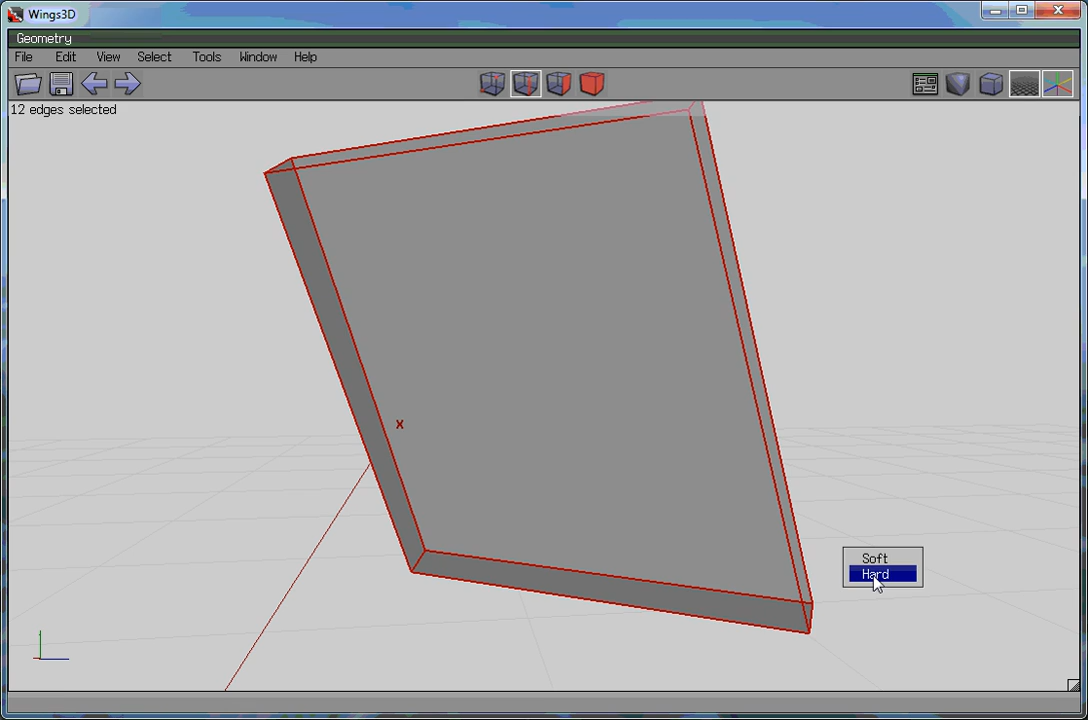 Wings3D
Geometry
File Edit View Select Tools Window Help
12 edges selected
x
Soft
Hard